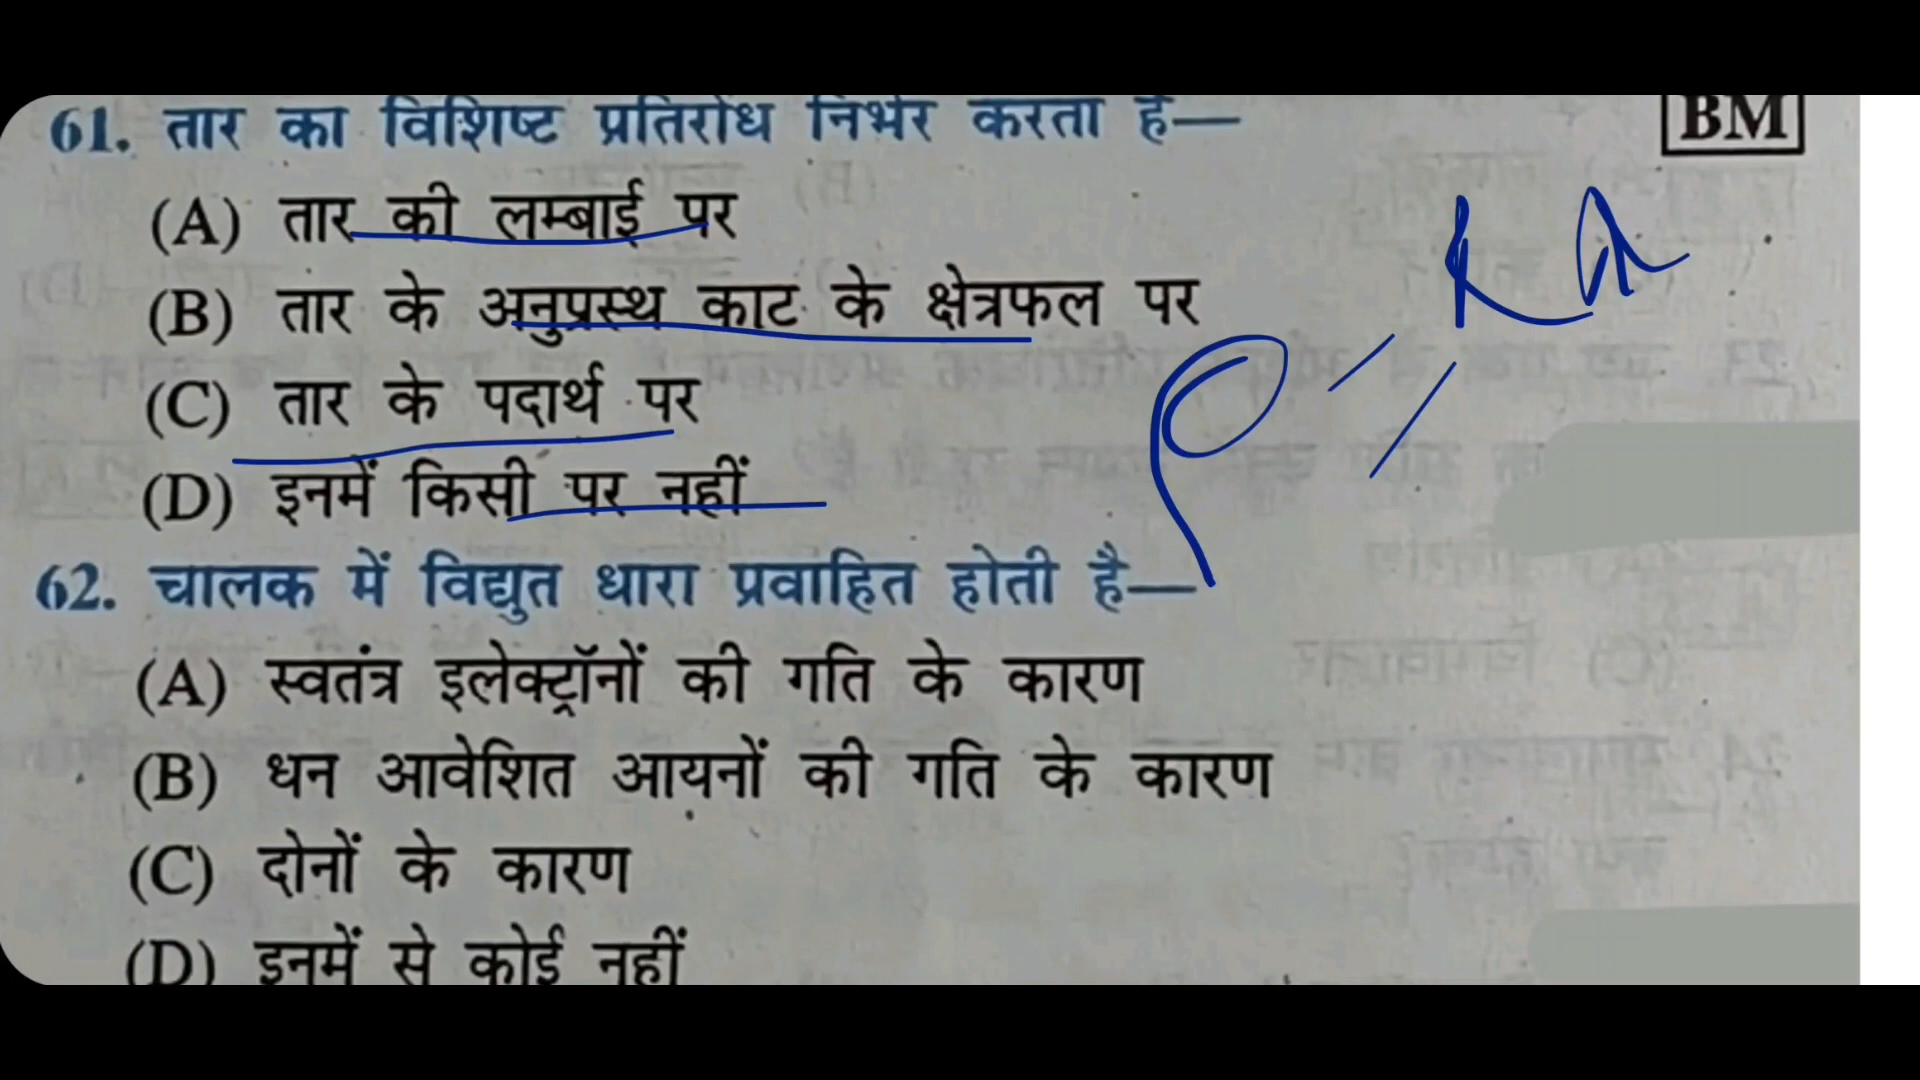 61. तार का विशिष्ट प्रतिरोध निर्भर करता है—
BM
(A) तार की लम्बाई पर
(B) तार के अनुप्रस्थ काट के क्षेत्रफल पर
(C) तार के पदार्थ पर
(D) इनमें किसी पर नहीं
62. चालक में विद्युत धारा प्रवाहित होती है—
(A) स्वतंत्र इलेक्ट्रॉनों की गति के कारण
(B) धन आवेशित आयनों की गति के कारण
(C) दोनों के कारण
(D) इनमें से कोई नहीं